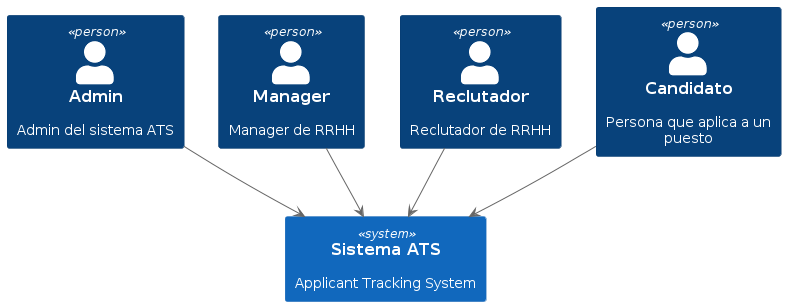 «person»
Admin
Admin del sistema ATS
«person»
Manager
Manager de RRHH
«person»
Reclutador
Reclutador de RRHH
«person»
Candidato
Persona que aplica a un
puesto
«system»
Sistema ATS
Applicant Tracking System